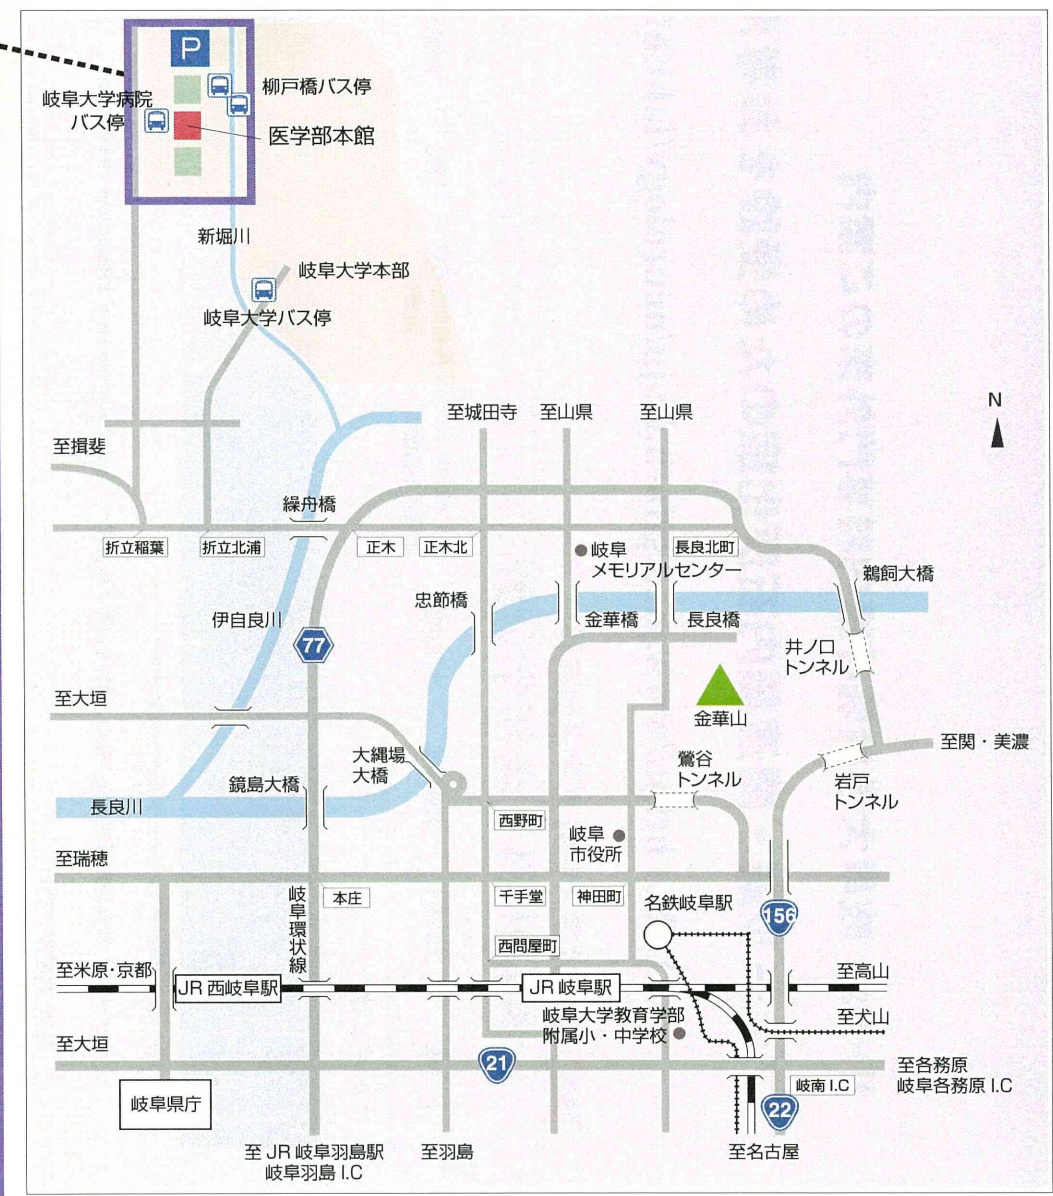 P
柳戸橋バス停
岐阜大学病院
バス停
医学部本館
新堀川
岐阜大学本部
岐阜大学バス停
至城田寺
至山県
至山県
N
至揖斐
繰舟橋
折立稲葉
折立北浦
正木
正木北
岐阜
メモリアルセンター
長良北町
鵜飼大橋
忠節橋
金華橋
長良橋
伊自良川
77
井ノ口
トンネル
至大垣
金華山
至関・美濃
大縄場
大橋
鶯谷
トンネル
岩戸
トンネル
鏡島大橋
長良川
西野町
岐阜
市役所
至瑞穂
岐阜環状線
本庄
千手堂
神田町
名鉄岐阜駅
156
西問屋町
至米原・京都
JR 西岐阜駅
JR 岐阜駅
至高山
岐阜大学教育学部
附属小・中学校
至犬山
至大垣
21
至各務原
岐阜各務原 I.C
岐南 I.C
岐阜県庁
22
至 JR 岐阜羽島駅
岐阜羽島 I.C
至羽島
至名古屋